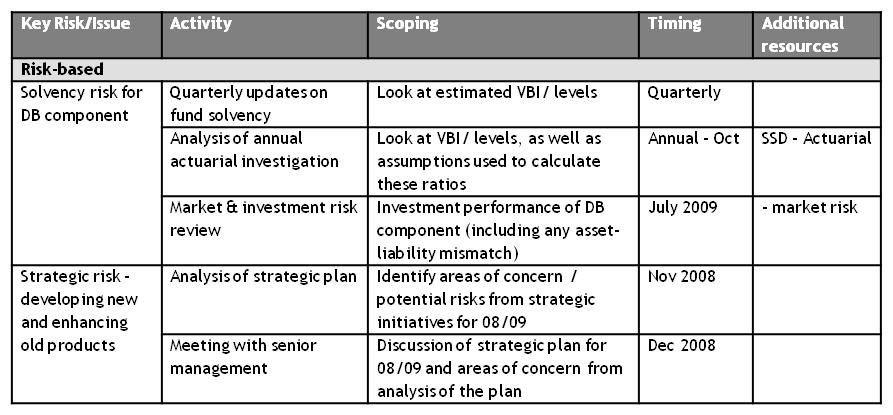 Key Risk/Issue Activity Scoping Timing Additional
resources
Risk-based
Solvency risk for
DB component
Quarterly updates on
fund solvency
Look at estimated VBI/ levels
Quarterly
Analysis of annual
actuarial investigation
Look at VBI/ levels, as well as
assumptions used to calculate
these ratios
Annual - Oct
SSD - Actuarial
Market & investment risk
review
Investment performance of DB
component (including any asset-
liability mismatch)
July 2009
- market risk
Strategic risk -
developing new
and enhancing
old products
Analysis of strategic plan
Identify areas of concern /
potential risks from strategic
initiatives for 08/09
Nov 2008
Meeting with senior
management
Discussion of strategic plan for
08/09 and areas of concern from
analysis of the plan
Dec 2008